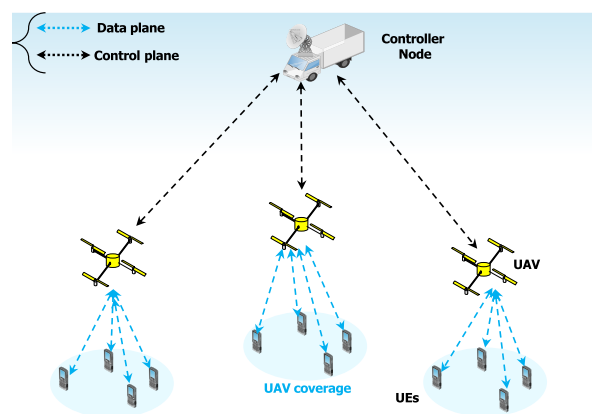 Data plane
Control plane
Controller
Node
UAV
UAV coverage
UEs